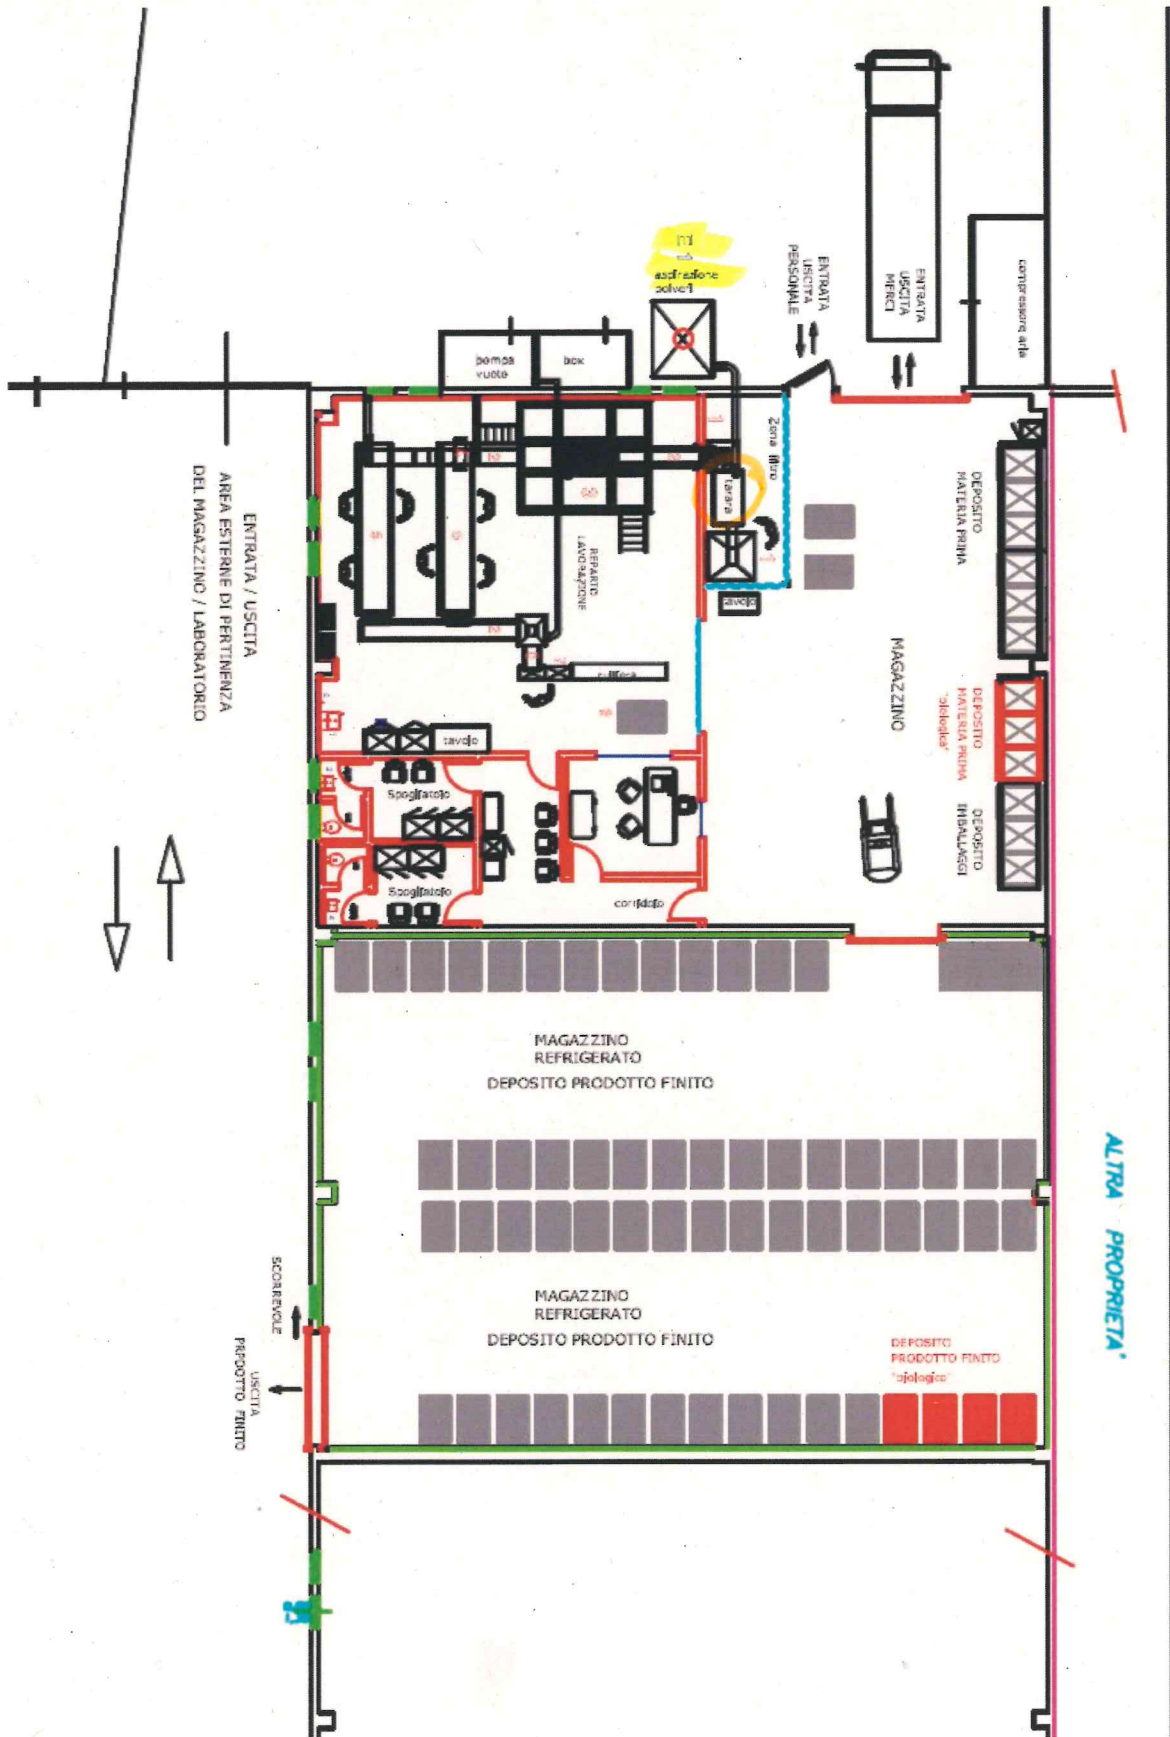 compressore aria
ENTRATA
USCITA
MERCI
ENTRATA
USCITA
PERSONALE
aspirazione
polveri
pompa
vuoto
box
Zona filtro
tarara
tavolo
DEPOSITO
MATERIA PRIMA
MAGAZZINO
DEPOSITO
MATERIA PRIMA
"biologica"
DEPOSITO
IMBALLAGGI
REPARTO
LAVORAZIONE
tavolo
Spogliatoio
Spogliatoio
corridoio
ENTRATA / USCITA
AREA ESTERNE DI PERTINENZA
DEL MAGAZZINO / LABORATORIO
MAGAZZINO
REFRIGERATO
DEPOSITO PRODOTTO FINITO
MAGAZZINO
REFRIGERATO
DEPOSITO PRODOTTO FINITO
DEPOSITO
PRODOTTO FINITO
"biologico"
SCORREVOLE
USCITA
PRPDOTTO FINITO
ALTRA PROPRIETA'